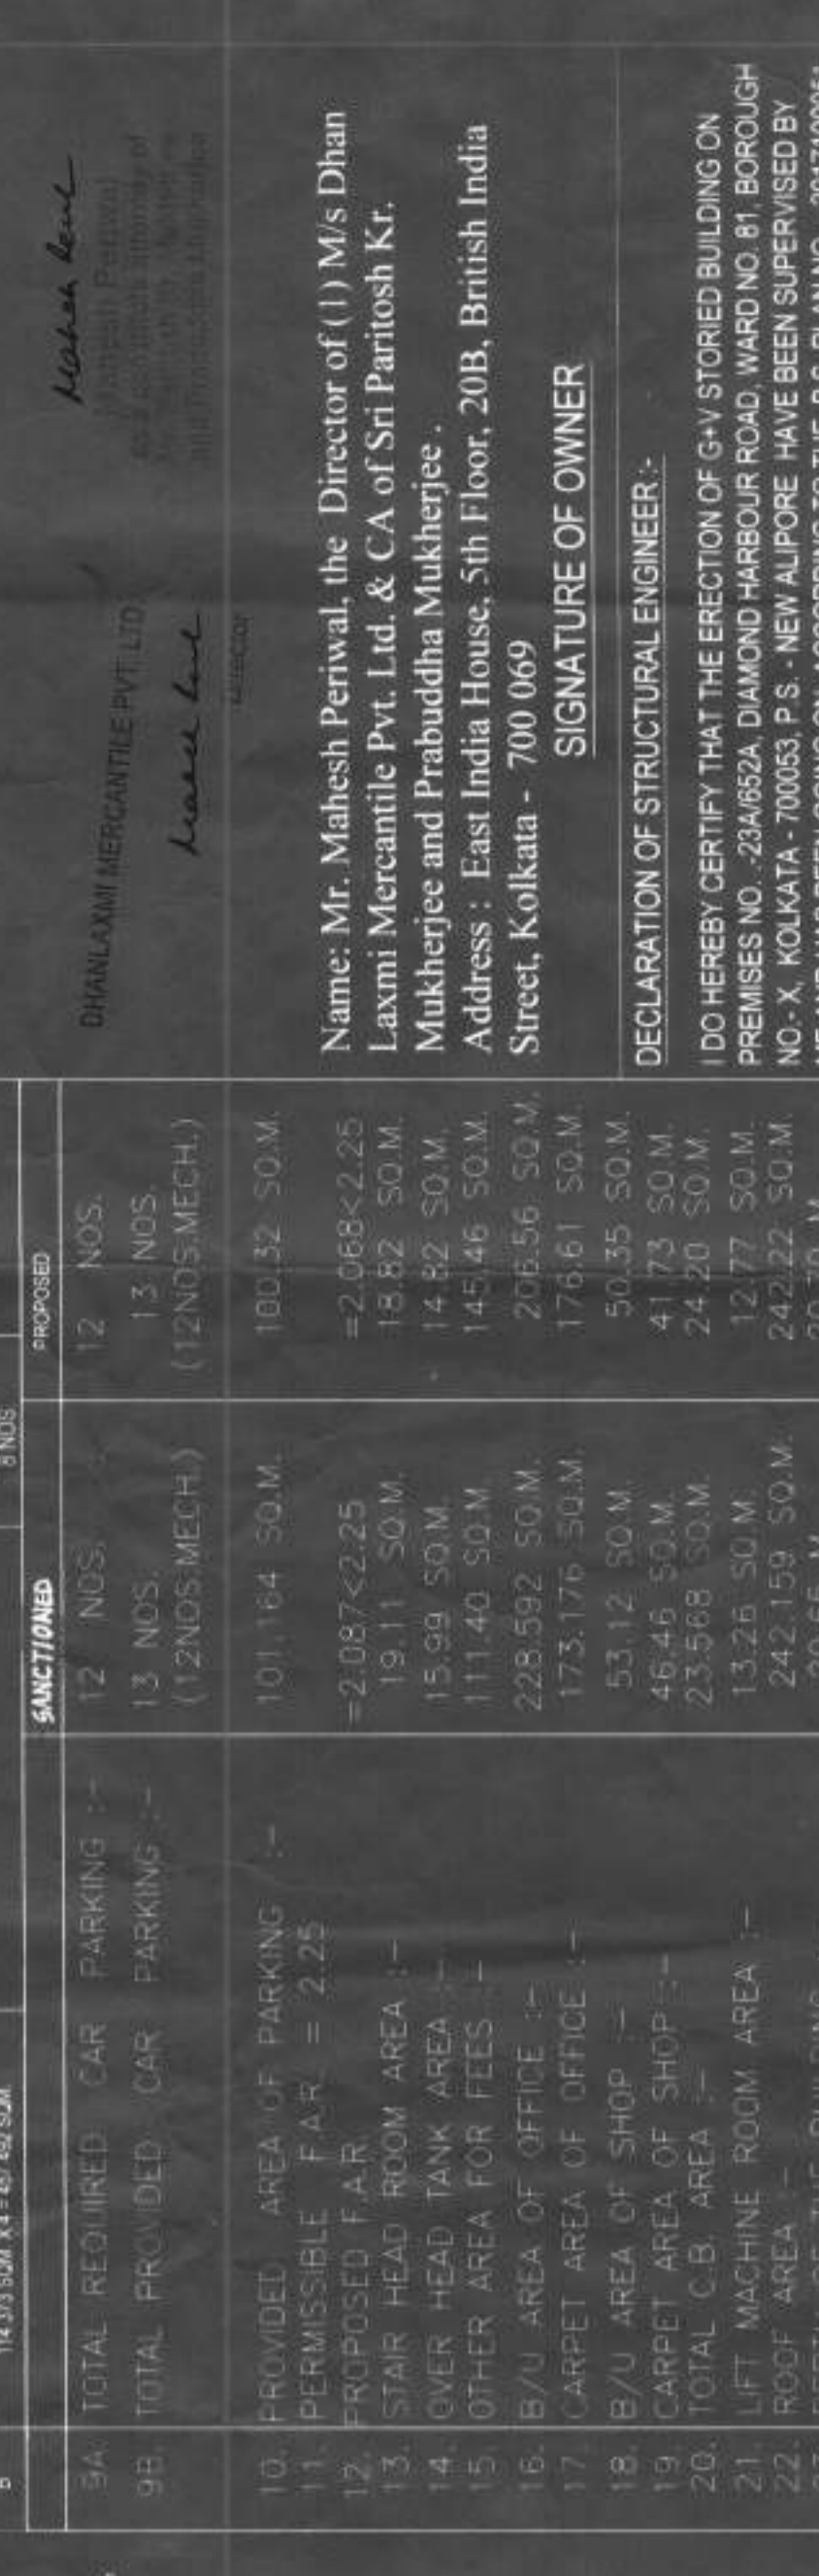 B 114.373 SQM. X 4 = 457.492 SQ.M. 8 NOS.
SANCTIONED PROPOSED
9A. TOTAL REQUIRED CAR PARKING :- 12 NOS. 12 NOS.
9B. TOTAL PROVIDED CAR PARKING :- 13 NOS. 13 NOS.
(12NOS.MECH.) (12NOS.MECH.)
10. PROVIDED AREA OF PARKING :- 101.164 SQ.M. 100.32 SQ.M.
11. PERMISSIBLE F.A.R = 2.25
12. PROPOSED F.A.R =2.087<2.25 =2.068<2.25
13. STAIR HEAD ROOM AREA :- 19.11 SQ.M. 18.82 SQ.M.
14. OVER HEAD TANK AREA :- 15.99 SQ.M. 14.82 SQ.M.
15. OTHER AREA FOR FEES :- 111.40 SQ.M. 145.46 SQ.M.
16. B/U AREA OF OFFICE :- 228.592 SQ.M. 206.56 SQ.M.
17. CARPET AREA OF OFFICE :- 173.176 SQ.M. 176.61 SQ.M.
18. B/U AREA OF SHOP :- 53.12 SQ.M. 50.35 SQ.M.
19. CARPET AREA OF SHOP :- 46.46 SQ.M. 41.73 SQ.M.
20. TOTAL C.B. AREA :- 23.568 SQ.M. 24.20 SQ.M.
21. LIFT MACHINE ROOM AREA :- 13.26 SQ.M. 12.77 SQ.M.
22. ROOF AREA :- 242.159 SQ.M. 242.22 SQ.M.
DHANLAXMI MERCANTILE PVT. LTD.
Director
Name: Mr. Mahesh Periwal, the Director of (1) M/s Dhan
Laxmi Mercantile Pvt. Ltd. & CA of Sri Paritosh Kr.
Mukherjee and Prabuddha Mukherjee .
Address : East India House, 5th Floor, 20B, British India
Street, Kolkata - 700 069
SIGNATURE OF OWNER
DECLARATION OF STRUCTURAL ENGINEER:-
I DO HEREBY CERTIFY THAT THE ERECTION OF G+V STORIED BUILDING ON
PREMISES NO. -23A/652A, DIAMOND HARBOUR ROAD, WARD NO. 81, BOROUGH
NO.- X, KOLKATA - 700053, P.S. - NEW ALIPORE HAVE BEEN SUPERVISED BY